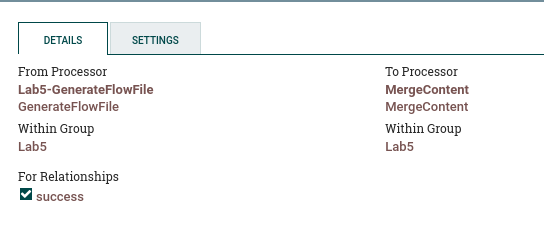 DETAILS
SETTINGS
From Processor
Lab5-GenerateFlowFile
GenerateFlowFile
Within Group
Lab5
For Relationships
success
To Processor
MergeContent
MergeContent
Within Group
Lab5